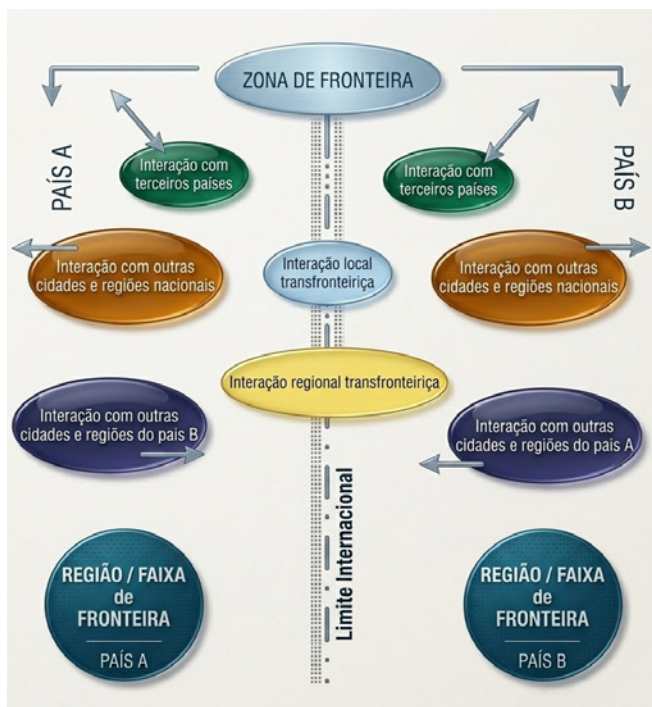 ZONA DE FRONTEIRA
PAÍS A
PAÍS B
Interação com
terceiros países
Interação com
terceiros países
Interação com outras
cidades e regiões nacionais
Interação local
transfronteiriça
Interação com outras
cidades e regiões nacionais
Interação regional transfronteiriça
Interação com outras
cidades e regiões do pais B
Interação com outras
cidades e regiões do pais A
Limite Internacional
REGIÃO / FAIXA
de
FRONTEIRA
PAÍS A
REGIÃO / FAIXA
de
FRONTEIRA
PAÍS B